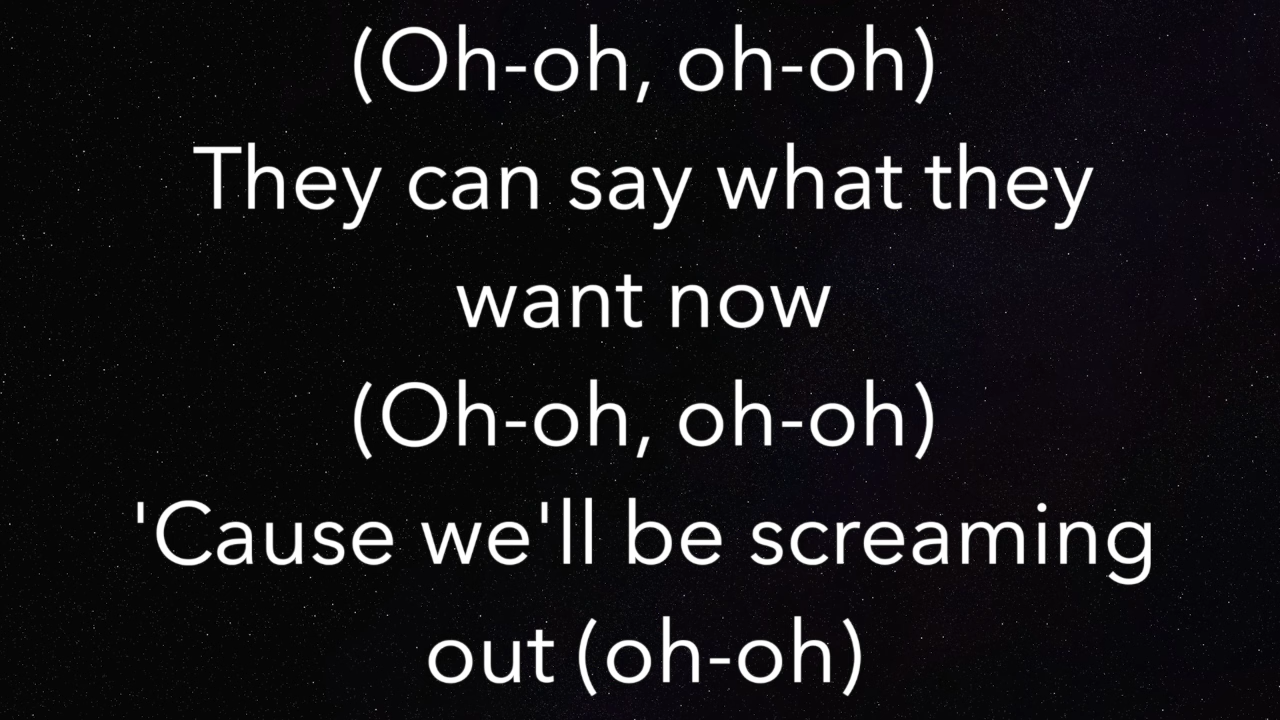 (Oh-oh, oh-oh)
They can say what they
want now
(Oh-oh, oh-oh)
'Cause we'll be screaming
out (oh-oh)